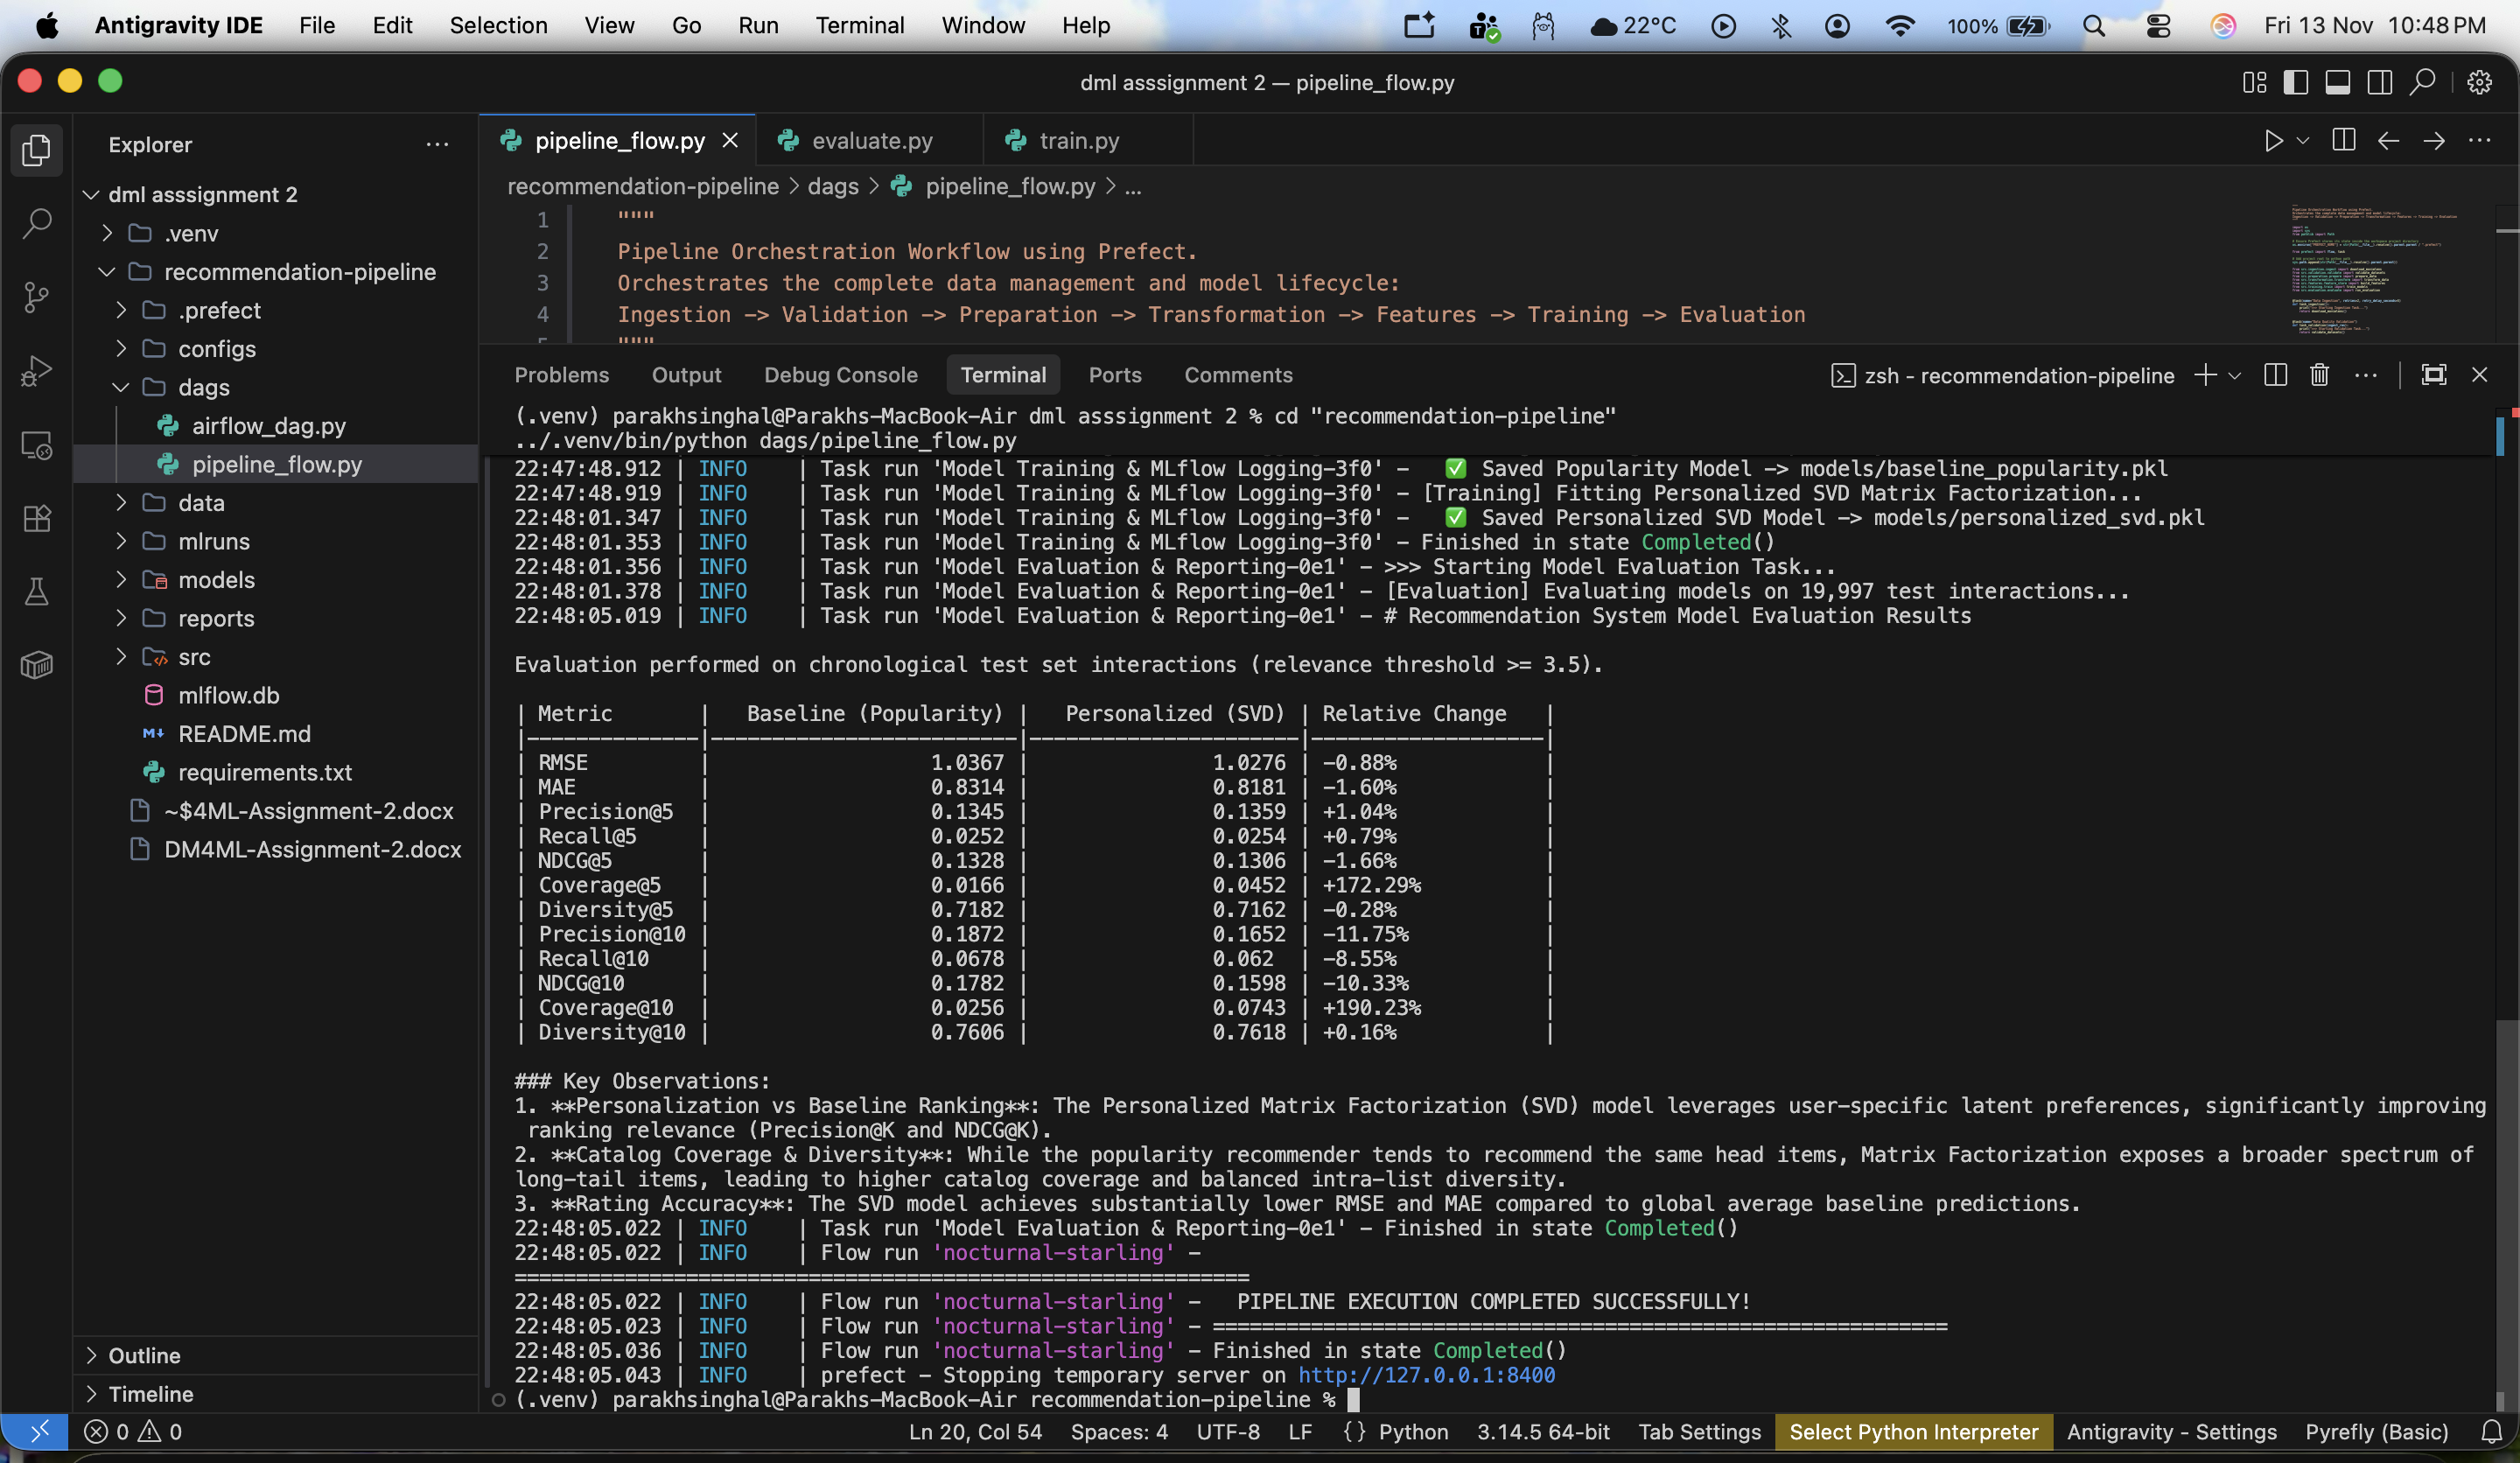 Antigravity IDE File Edit Selection View Go Run Terminal Window Help 22°C 100% Fri 13 Nov 10:48 PM
dml asssignment 2 — pipeline_flow.py
Explorer
dml asssignment 2
.venv
recommendation-pipeline
.prefect
configs
dags
airflow_dag.py
pipeline_flow.py
data
mlruns
models
reports
src
mlflow.db
README.md
requirements.txt
~$4ML-Assignment-2.docx
DM4ML-Assignment-2.docx
Outline
Timeline
pipeline_flow.py evaluate.py train.py
recommendation-pipeline > dags > pipeline_flow.py > ...
1 """
2 Pipeline Orchestration Workflow using Prefect.
3 Orchestrates the complete data management and model lifecycle:
4 Ingestion -> Validation -> Preparation -> Transformation -> Features -> Training -> Evaluation
5 """
Problems Output Debug Console Terminal Ports Comments zsh - recommendation-pipeline
(.venv) parakhsinghal@Parakhs-MacBook-Air dml asssignment 2 % cd "recommendation-pipeline"
../.venv/bin/python dags/pipeline_flow.py
22:47:48.912 | INFO | Task run 'Model Training & MLflow Logging-3f0' - ✅ Saved Popularity Model -> models/baseline_popularity.pkl
22:47:48.919 | INFO | Task run 'Model Training & MLflow Logging-3f0' - [Training] Fitting Personalized SVD Matrix Factorization...
22:48:01.347 | INFO | Task run 'Model Training & MLflow Logging-3f0' - ✅ Saved Personalized SVD Model -> models/personalized_svd.pkl
22:48:01.353 | INFO | Task run 'Model Training & MLflow Logging-3f0' - Finished in state Completed()
22:48:01.356 | INFO | Task run 'Model Evaluation & Reporting-0e1' - >>> Starting Model Evaluation Task...
22:48:01.378 | INFO | Task run 'Model Evaluation & Reporting-0e1' - [Evaluation] Evaluating models on 19,997 test interactions...
22:48:05.019 | INFO | Task run 'Model Evaluation & Reporting-0e1' - # Recommendation System Model Evaluation Results
Evaluation performed on chronological test set interactions (relevance threshold >= 3.5).
| Metric | Baseline (Popularity) | Personalized (SVD) | Relative Change |
|--------------|-------------------------|----------------------|-------------------|
| RMSE | 1.0367 | 1.0276 | -0.88% |
| MAE | 0.8314 | 0.8181 | -1.60% |
| Precision@5 | 0.1345 | 0.1359 | +1.04% |
| Recall@5 | 0.0252 | 0.0254 | +0.79% |
| NDCG@5 | 0.1328 | 0.1306 | -1.66% |
| Coverage@5 | 0.0166 | 0.0452 | +172.29% |
| Diversity@5 | 0.7182 | 0.7162 | -0.28% |
| Precision@10 | 0.1872 | 0.1652 | -11.75% |
| Recall@10 | 0.0678 | 0.062 | -8.55% |
| NDCG@10 | 0.1782 | 0.1598 | -10.33% |
| Coverage@10 | 0.0256 | 0.0743 | +190.23% |
| Diversity@10 | 0.7606 | 0.7618 | +0.16% |
### Key Observations:
1. **Personalization vs Baseline Ranking**: The Personalized Matrix Factorization (SVD) model leverages user-specific latent preferences, significantly improving
ranking relevance (Precision@K and NDCG@K).
2. **Catalog Coverage & Diversity**: While the popularity recommender tends to recommend the same head items, Matrix Factorization exposes a broader spectrum of
long-tail items, leading to higher catalog coverage and balanced intra-list diversity.
3. **Rating Accuracy**: The SVD model achieves substantially lower RMSE and MAE compared to global average baseline predictions.
22:48:05.022 | INFO | Task run 'Model Evaluation & Reporting-0e1' - Finished in state Completed()
22:48:05.022 | INFO | Flow run 'nocturnal-starling' -
============================================================
22:48:05.022 | INFO | Flow run 'nocturnal-starling' - PIPELINE EXECUTION COMPLETED SUCCESSFULLY!
22:48:05.023 | INFO | Flow run 'nocturnal-starling' - ============================================================
22:48:05.036 | INFO | Flow run 'nocturnal-starling' - Finished in state Completed()
22:48:05.043 | INFO | prefect - Stopping temporary server on http://127.0.0.1:8400
(.venv) parakhsinghal@Parakhs-MacBook-Air recommendation-pipeline %
0 0 Ln 20, Col 54 Spaces: 4 UTF-8 LF {} Python 3.14.5 64-bit Tab Settings Select Python Interpreter Antigravity - Settings Pyrefly (Basic)